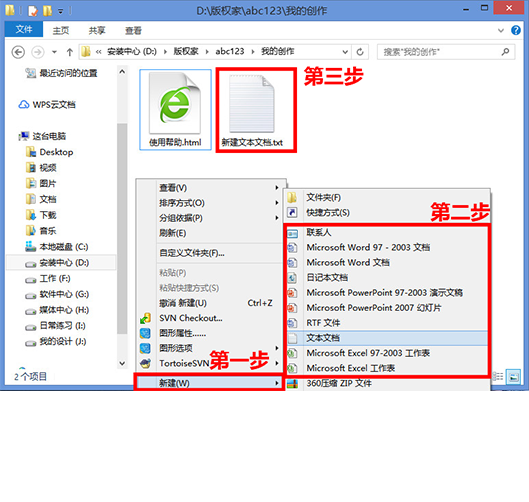 D:\版权家\abc123\我的创作
文件
主页
共享
查看
安装中心 (D:)
版权家
abc123
我的创作
搜索"我的创作"
最近访问的位置
WPS云文档
这台电脑
Desktop
视频
图片
文档
下载
音乐
本地磁盘 (C:)
安装中心 (D:)
工作 (F:)
软件中心 (G:)
媒体中心 (H:)
日常练习 (I:)
我的设计 (J:)
使用帮助.html
新建文本文档.txt
第三步
查看(V)
排序方式(O)
分组依据(P)
刷新(E)
自定义文件夹(F)...
粘贴(P)
粘贴快捷方式(S)
撤消 新建(U)
Ctrl+Z
SVN Checkout...
图形属性......
图形选项
TortoiseSVN
第一步
新建(W)
文件夹(F)
快捷方式(S)
第二步
联系人
Microsoft Word 97 - 2003 文档
Microsoft Word 文档
日记本文档
Microsoft PowerPoint 97-2003 演示文稿
Microsoft PowerPoint 2007 幻灯片
RTF 文件
文本文档
Microsoft Excel 97-2003 工作表
Microsoft Excel 工作表
360压缩 ZIP 文件
2 个项目